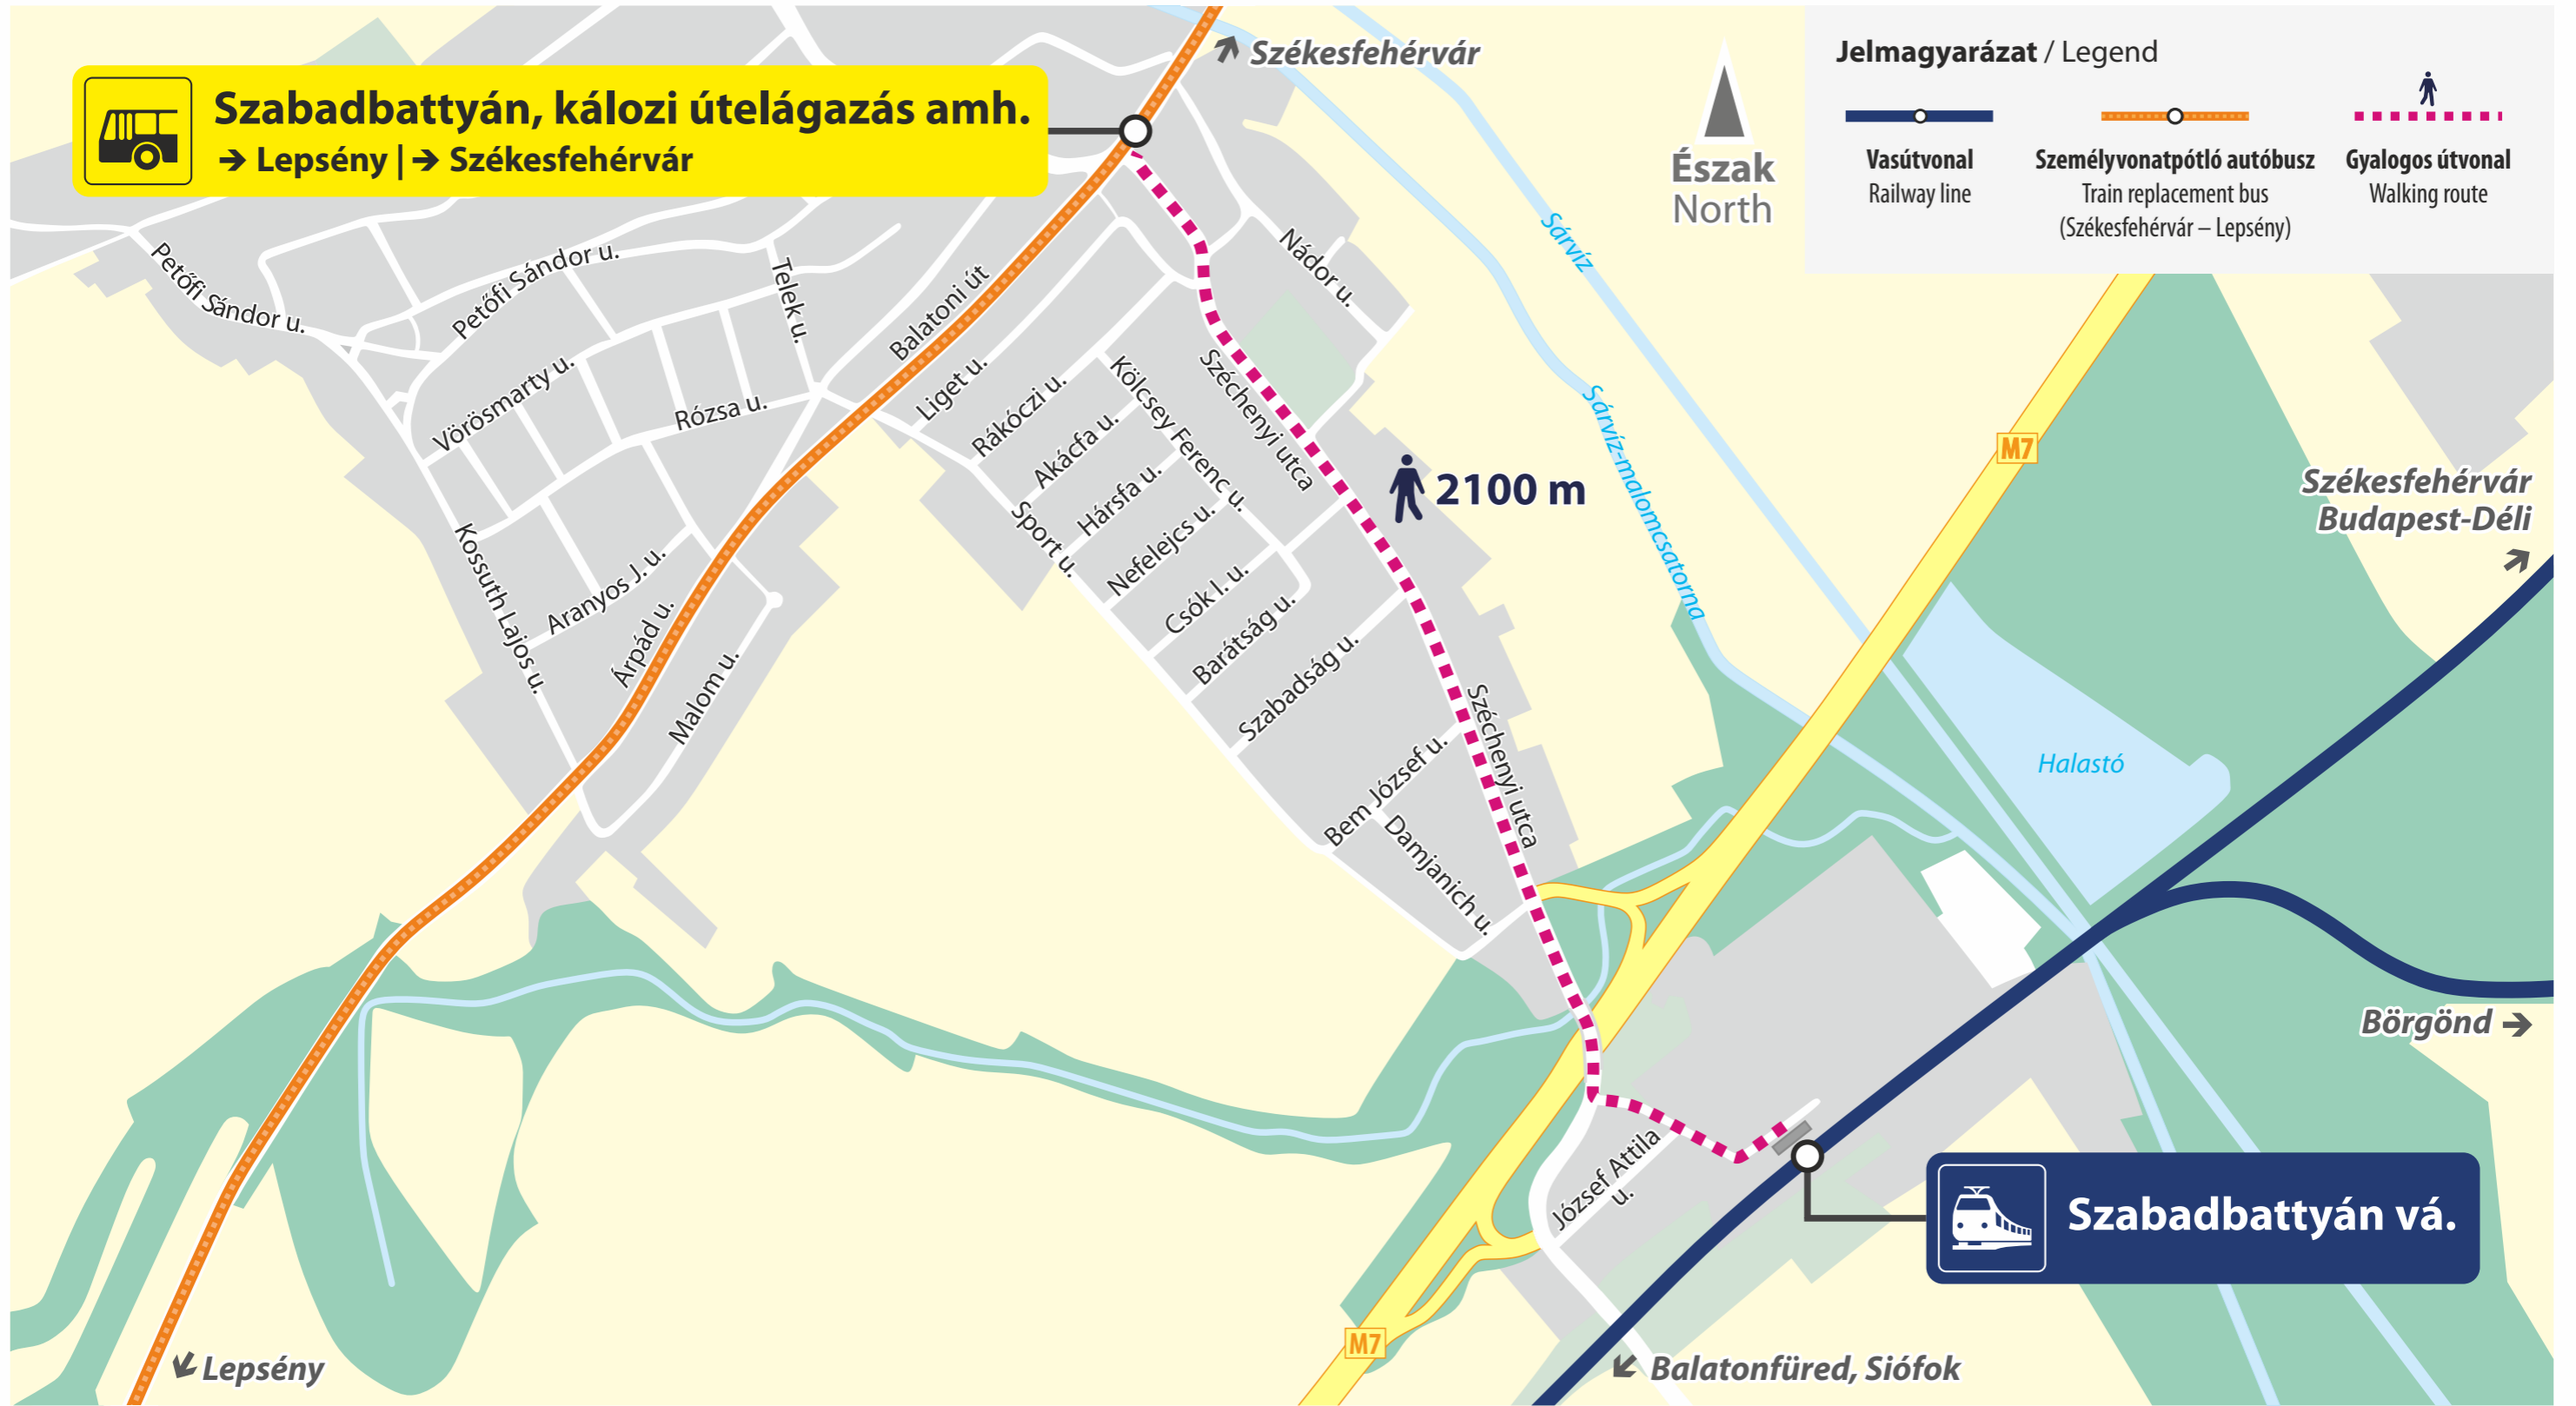 Székesfehérvár
Jelmagyarázat / Legend
Vasútvonal
Railway line
Személyvonatpótló autóbusz
Train replacement bus
(Székesfehérvár – Lepsény)
Gyalogos útvonal
Walking route
Szabadbattyán, kálozi útelágazás amh.
→ Lepsény | → Székesfehérvár
Észak
North
Petőfi Sándor u.
Petőfi Sándor u.
Telek u.
Balatoni út
Nádor u.
Sárvíz
Vörösmarty u.
Rózsa u.
Liget u.
Rákóczi u.
Kölcsey Ferenc u.
Széchenyi utca
Akácfa u.
Hársfa u.
Nefelejcs u.
Sport u.
Csók I. u.
Barátság u.
Szabadság u.
2100 m
Sárvíz-malomcsatorna
M7
Székesfehérvár
Budapest-Déli
Kossuth Lajos u.
Aranyos J. u.
Árpád u.
Malom u.
Széchenyi utca
Bem József u.
Damjanich u.
Halastó
Börgönd →
József Attila
u.
Szabadbattyán vá.
M7
Lepsény
Balatonfüred, Siófok